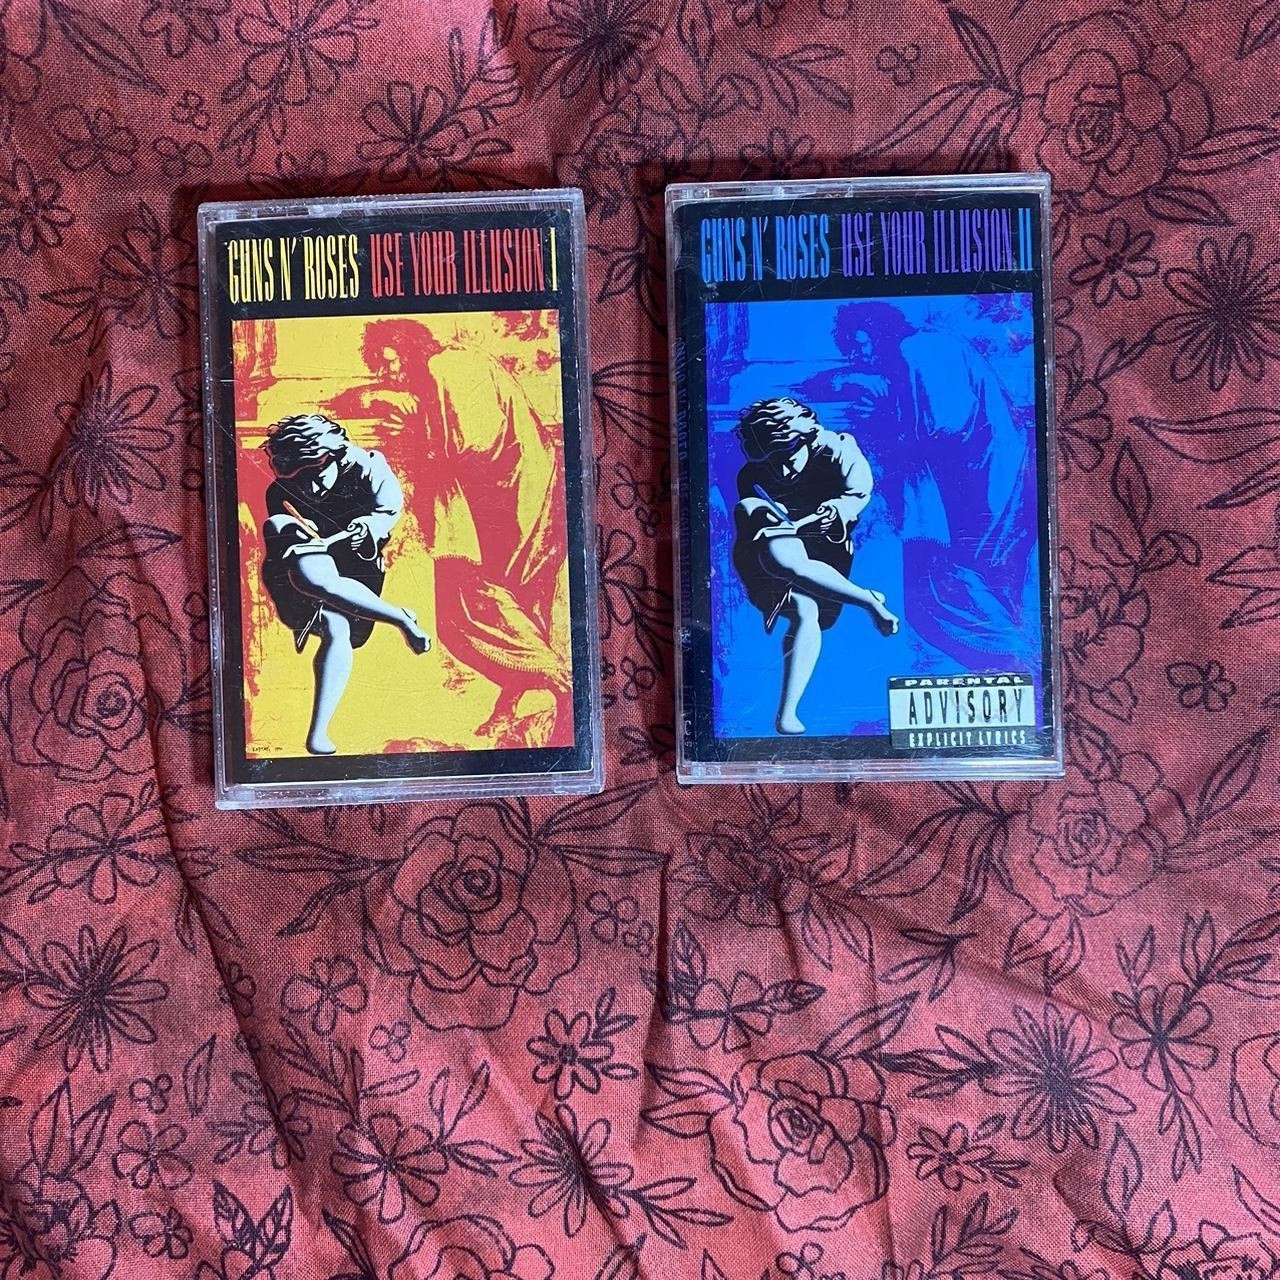 GUNS N' ROSES USE YOUR ILLUSION I
GUNS N' ROSES USE YOUR ILLUSION II
PARENTAL
ADVISORY
EXPLICIT LYRICS